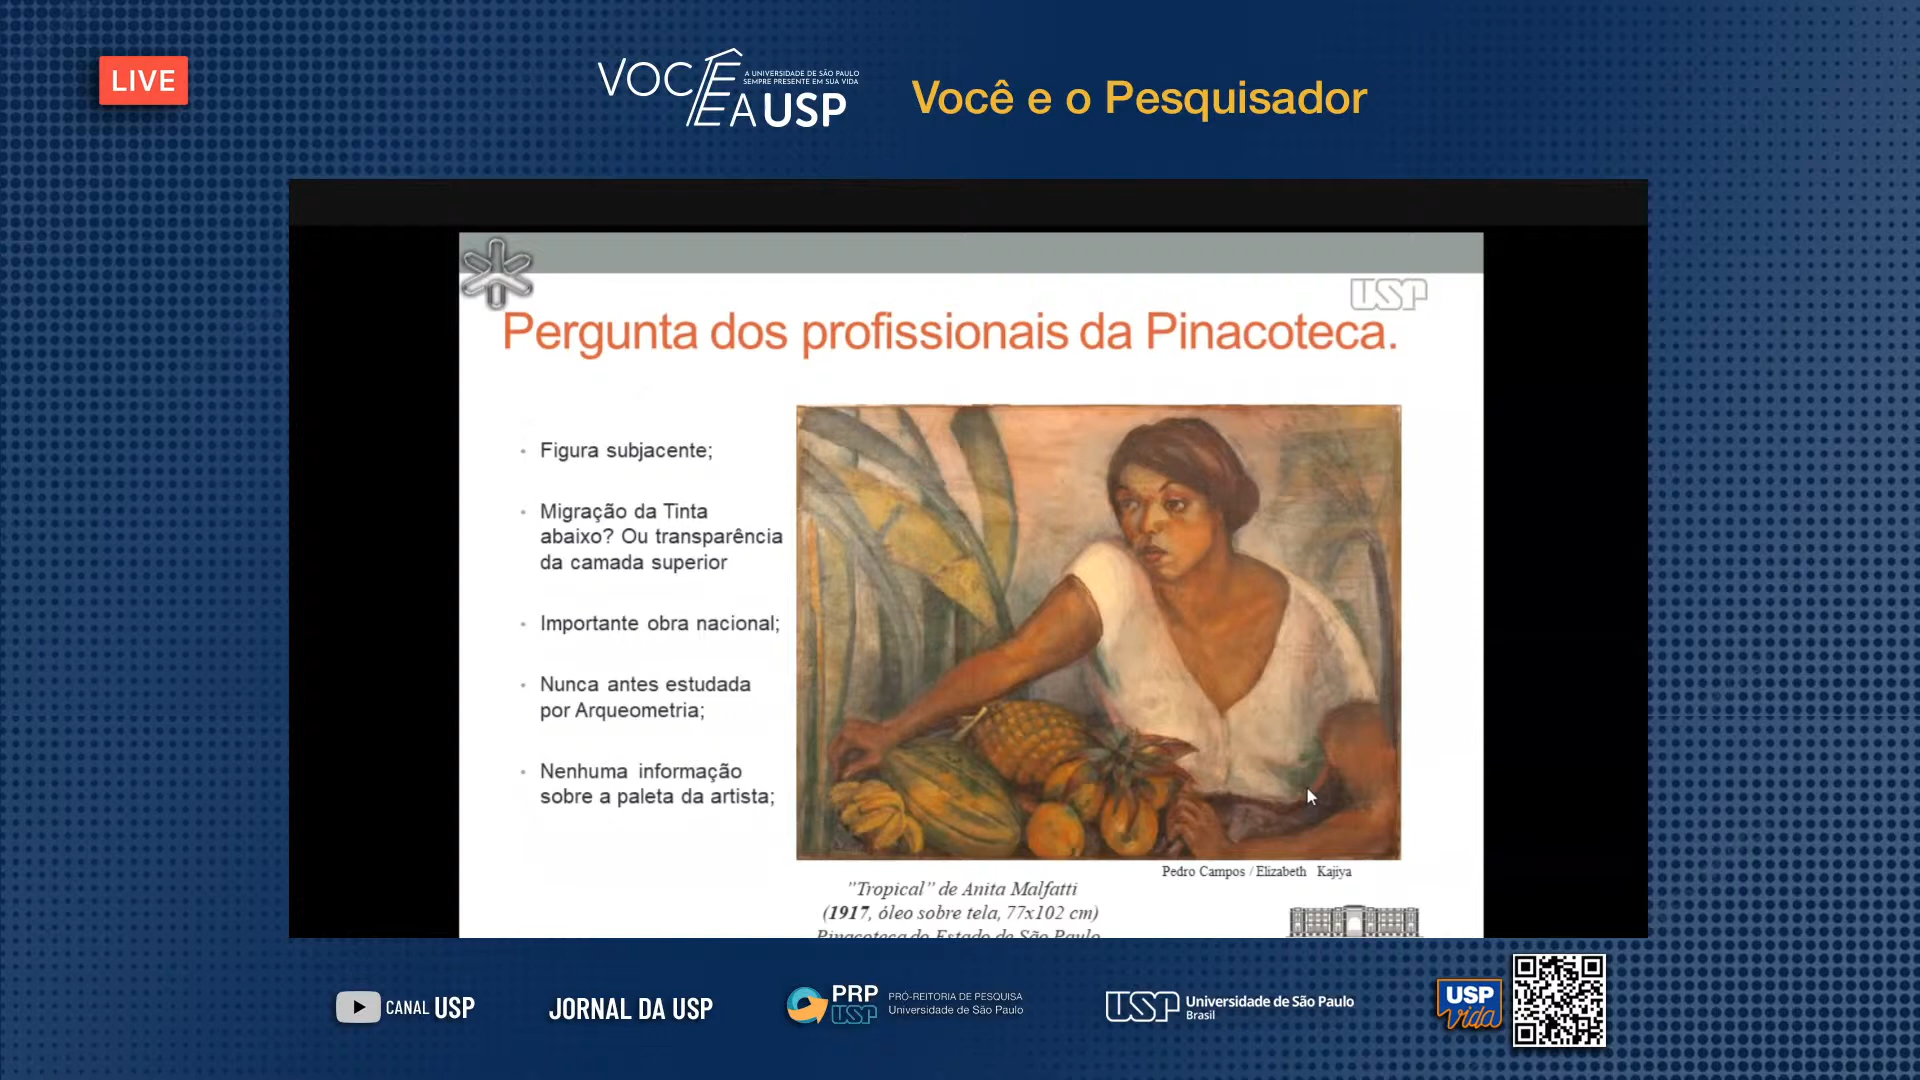 LIVE
VOCÊ E A USP
A UNIVERSIDADE DE SÃO PAULO
SEMPRE PRESENTE EM SUA VIDA
Você e o Pesquisador
USP
Pergunta dos profissionais da Pinacoteca.
Figura subjacente;
Migração da Tinta
abaixo? Ou transparência
da camada superior
Importante obra nacional;
Nunca antes estudada
por Arqueometria;
Nenhuma informação
sobre a paleta da artista;
Pedro Campos / Elizabeth Kajiya
"Tropical" de Anita Malfatti
(1917, óleo sobre tela, 77x102 cm)
Pinacoteca do Estado de São Paulo
CANAL USP
JORNAL DA USP
PRP
USP
PRÓ-REITORIA DE PESQUISA
Universidade de São Paulo
USP
Universidade de São Paulo
Brasil
USP
Vida